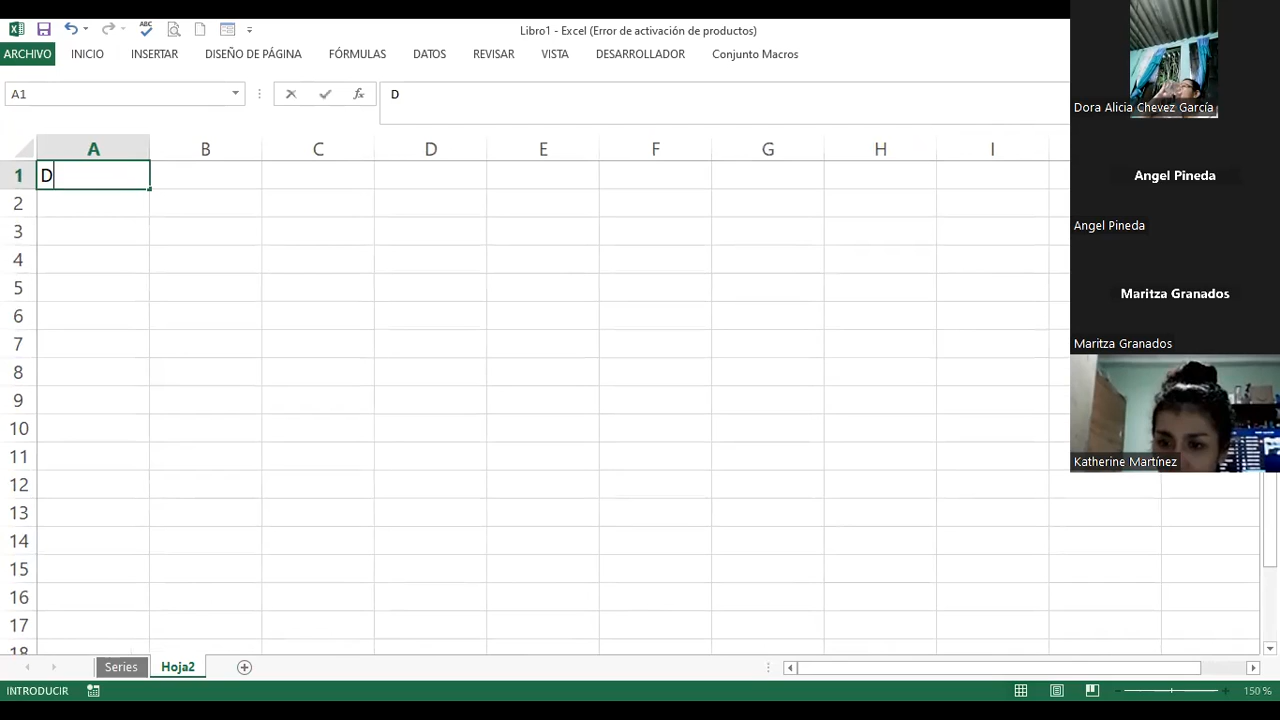 Libro1 - Excel (Error de activación de productos)
ARCHIVO INICIO INSERTAR DISEÑO DE PÁGINA FÓRMULAS DATOS REVISAR VISTA DESARROLLADOR Conjunto Macros
A1 fx D
A B C D E F G H I
1 D
2
3
4
5
6
7
8
9
10
11
12
13
14
15
16
17
18
Series Hoja2
INTRODUCIR 150 %
Dora Alicia Chevez García
Angel Pineda
Angel Pineda
Maritza Granados
Maritza Granados
Katherine Martínez